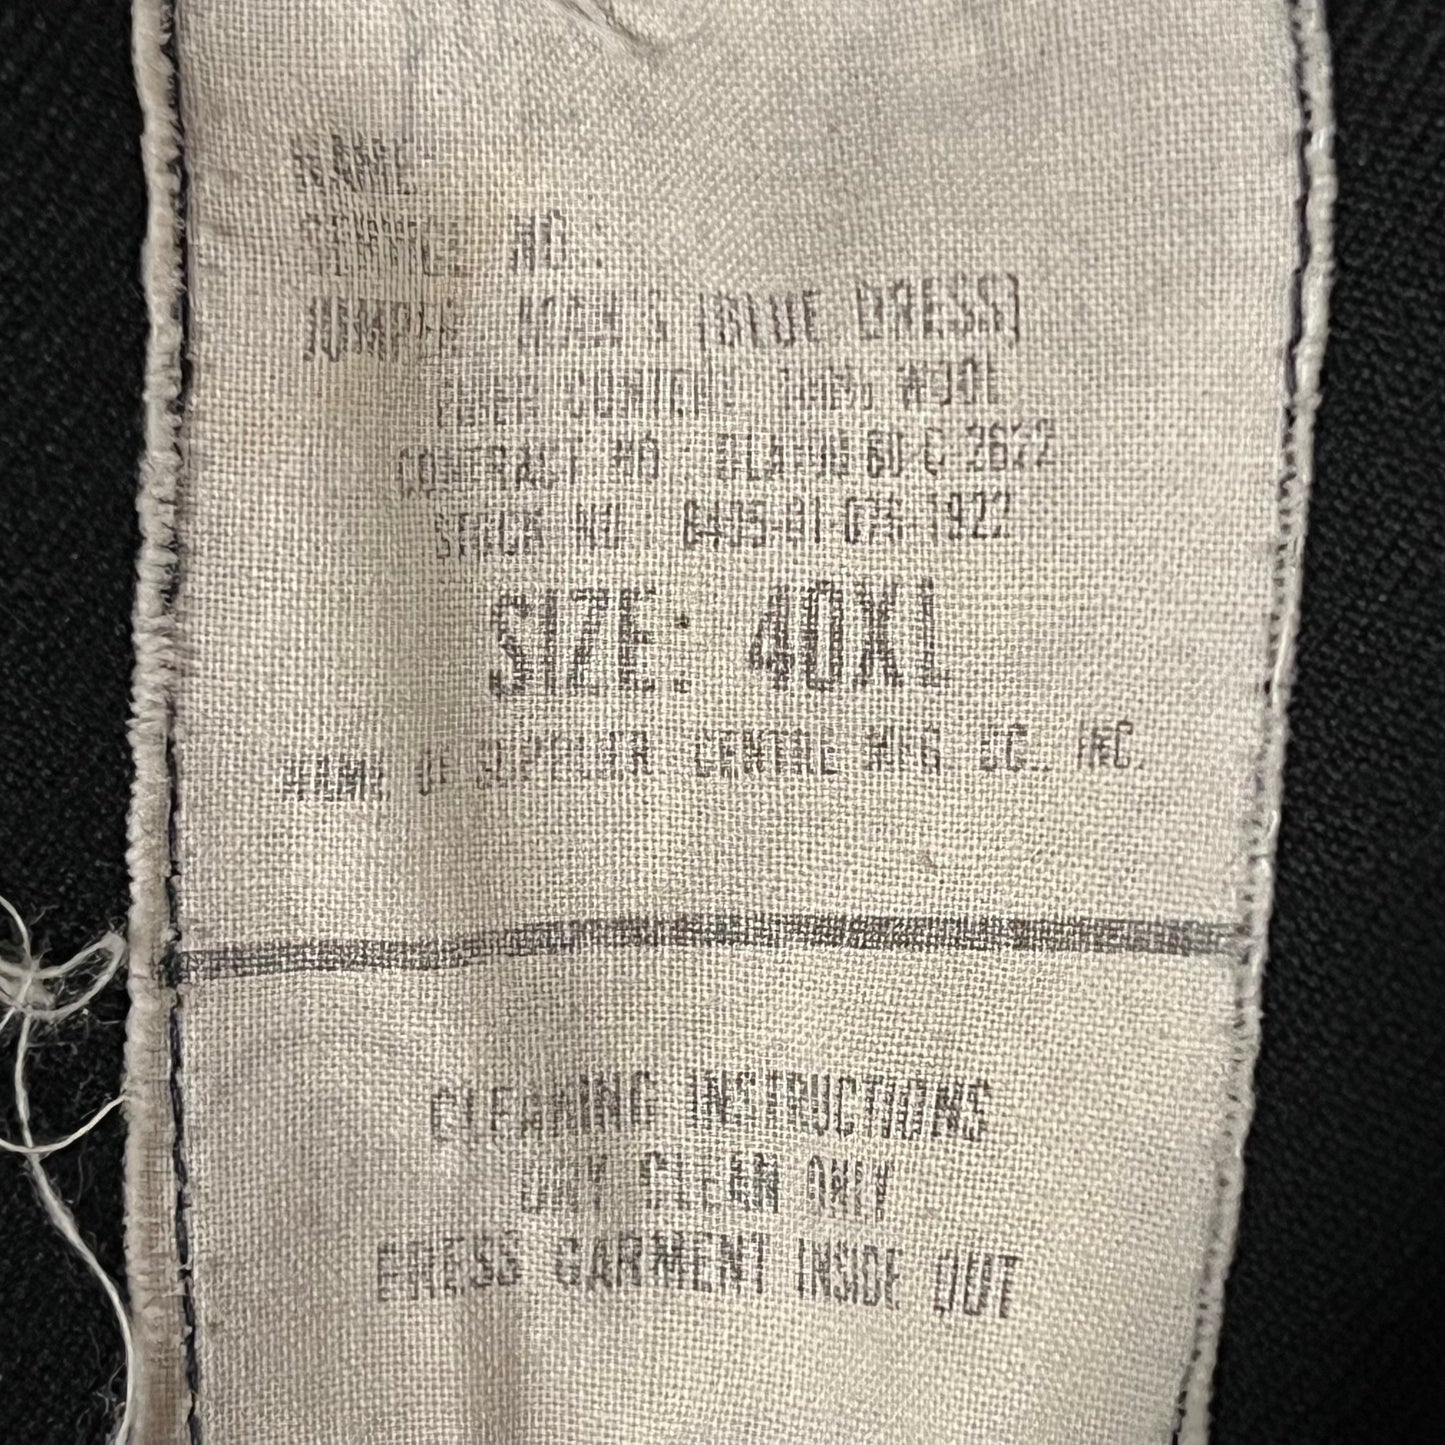 NAME:
SERVICE NO.:
JUMPER, MAN'S (BLUE DRESS)
FIBER CONTENT: 100% WOOL
CONTRACT NO.
STOCK NO.
SIZE: 40XL
NAME OF SUPPLIER: CENTRE MFG. CO., INC.
CLEANING INSTRUCTIONS
DRY CLEAN ONLY
PRESS GARMENT INSIDE OUT